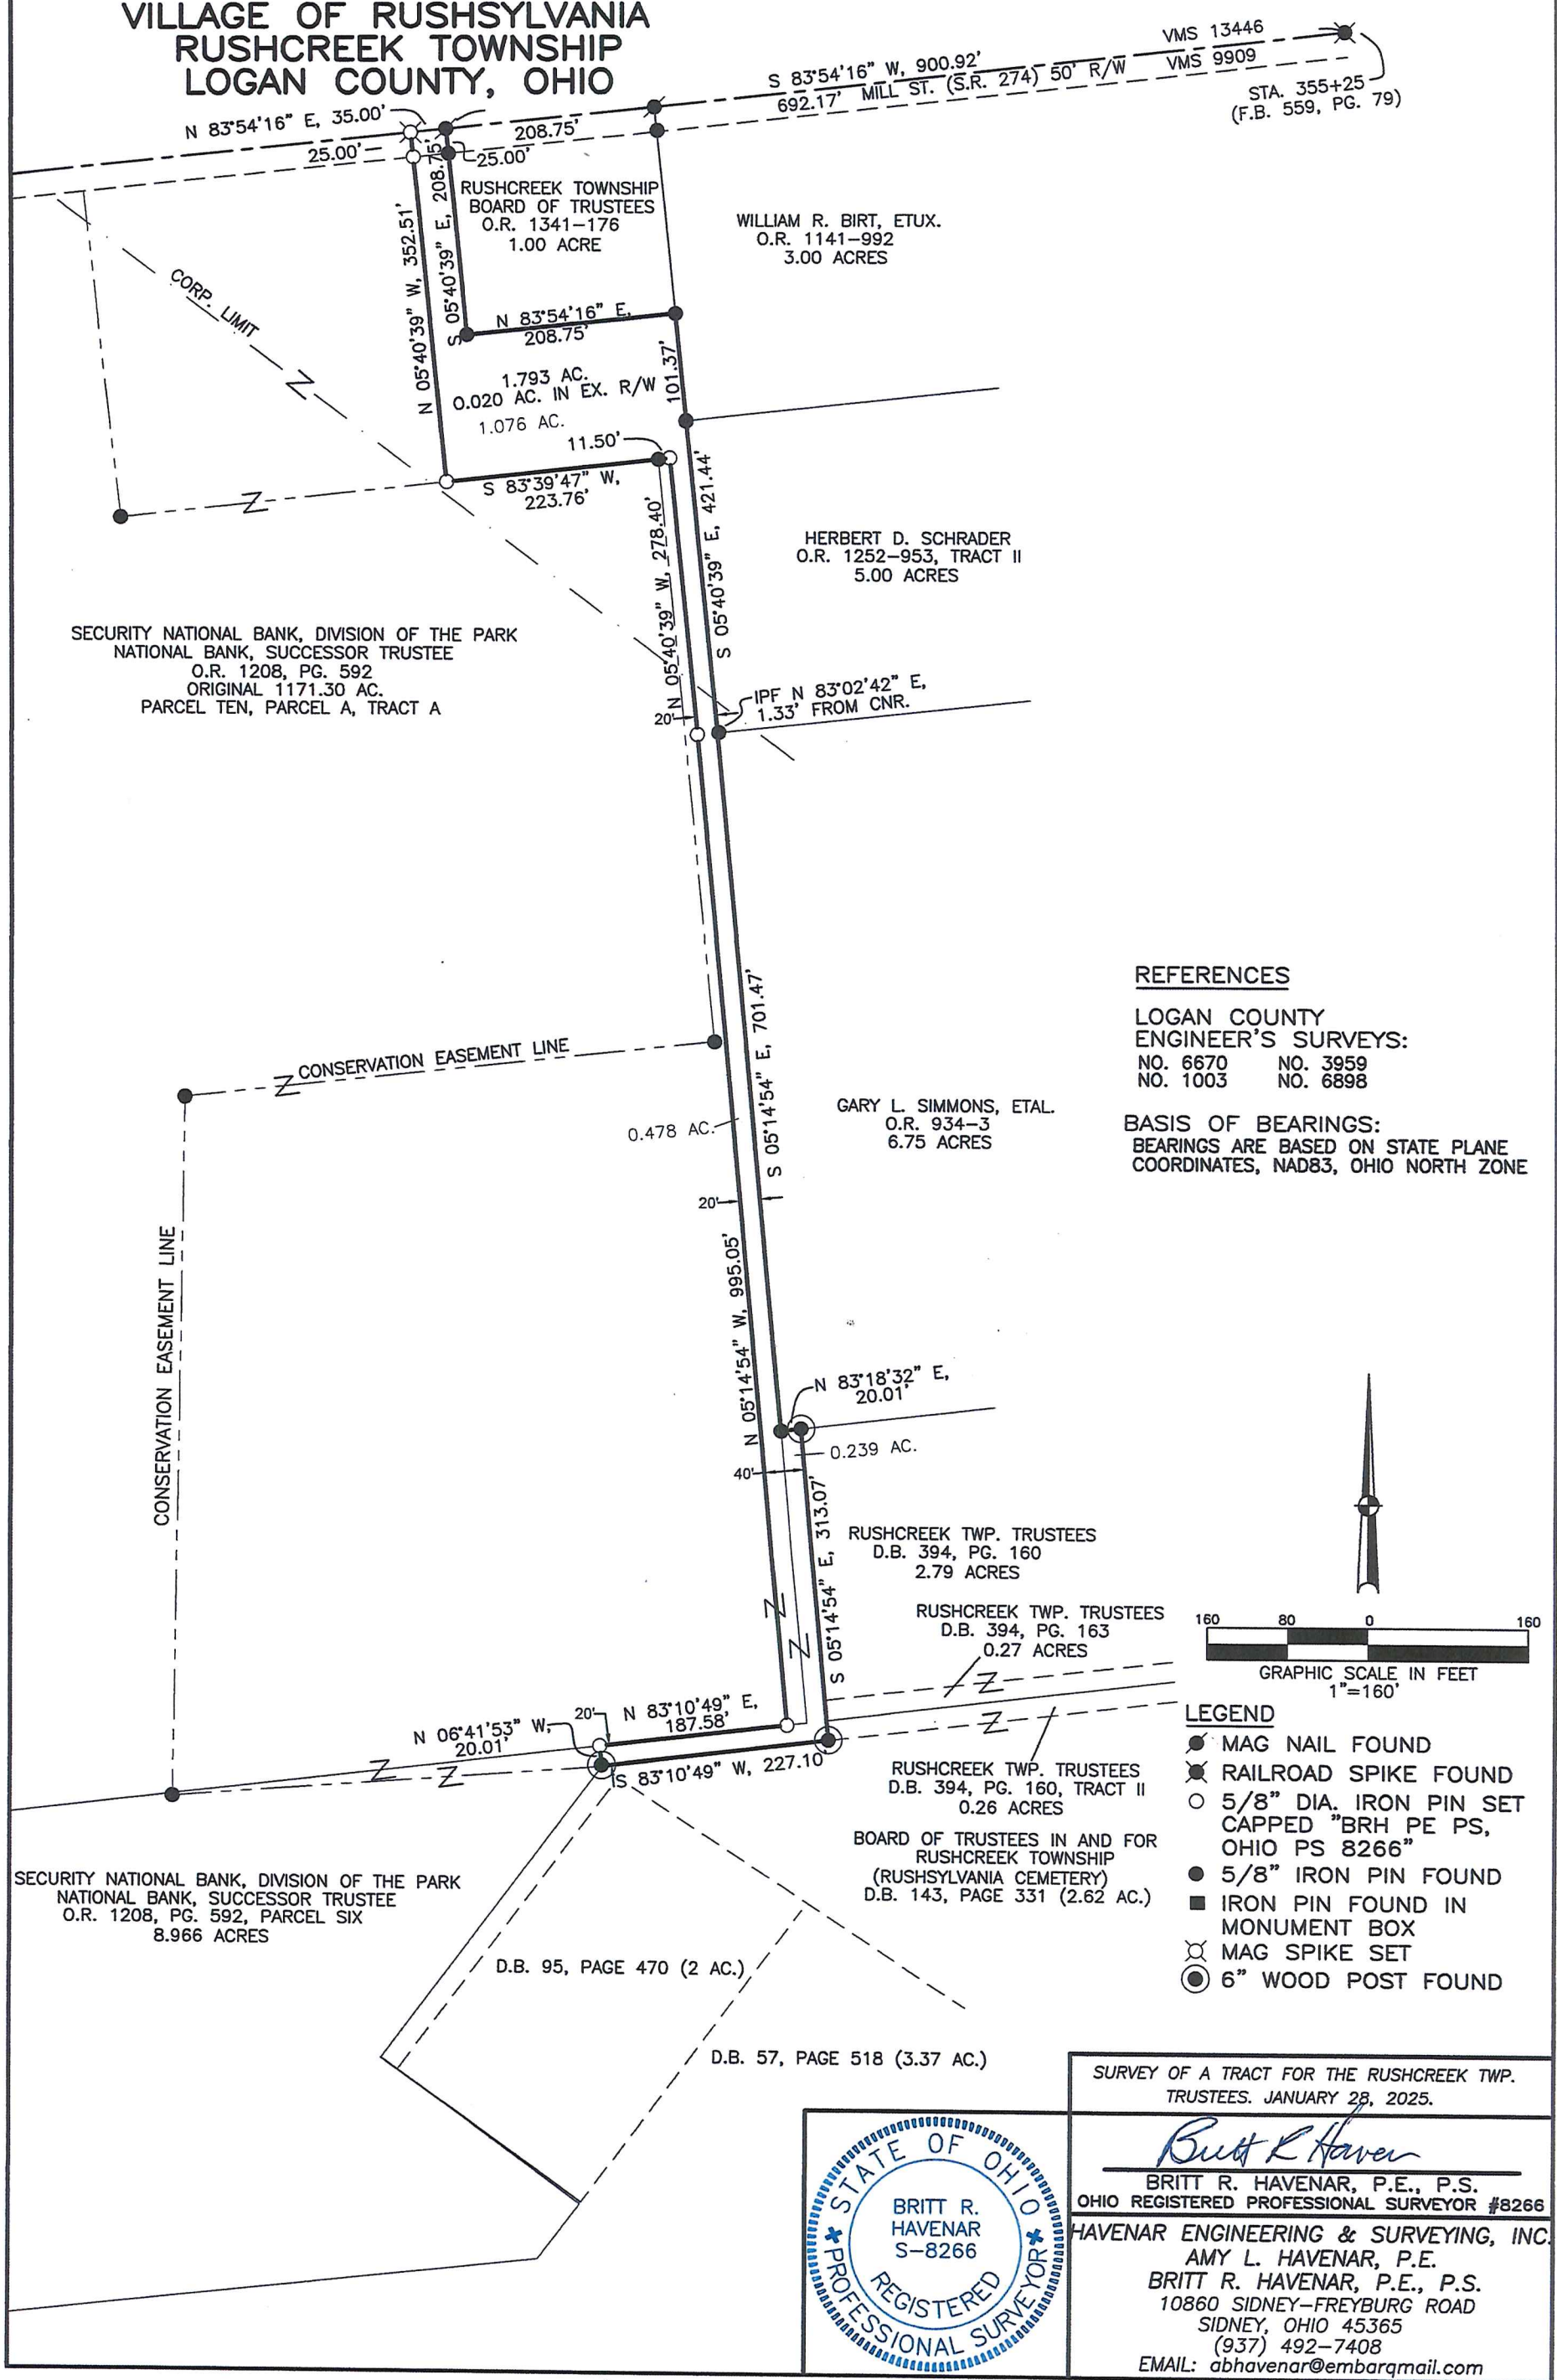 VILLAGE OF RUSHSYLVANIA
RUSHCREEK TOWNSHIP
LOGAN COUNTY, OHIO
VMS 13446
S 83°54'16" W, 900.92'
692.17' MILL ST. (S.R. 274) 50' R/W VMS 9909
STA. 355+25
(F.B. 559, PG. 79)
N 83°54'16" E, 35.00'
208.75'
25.00'
25.00'
N 05°40'39" W, 352.51'
S 05°40'39" E, 208.75'
RUSHCREEK TOWNSHIP
BOARD OF TRUSTEES
O.R. 1341-176
1.00 ACRE
WILLIAM R. BIRT, ETUX.
O.R. 1141-992
3.00 ACRES
CORP. LIMIT
Z
N 83°54'16" E,
208.75'
101.37'
1.793 AC.
0.020 AC. IN EX. R/W
1.076 AC.
11.50'
S 83°39'47" W,
223.76'
Z
N 05°40'39" W, 278.40'
S 05°40'39" E, 421.44'
HERBERT D. SCHRADER
O.R. 1252-953, TRACT II
5.00 ACRES
SECURITY NATIONAL BANK, DIVISION OF THE PARK
NATIONAL BANK, SUCCESSOR TRUSTEE
O.R. 1208, PG. 592
ORIGINAL 1171.30 AC.
PARCEL TEN, PARCEL A, TRACT A
IPF N 83°02'42" E,
1.33' FROM CNR.
20'
S 05°14'54" E, 701.47'
REFERENCES
LOGAN COUNTY
ENGINEER'S SURVEYS:
NO. 6670 NO. 3959
NO. 1003 NO. 6898
BASIS OF BEARINGS:
BEARINGS ARE BASED ON STATE PLANE
COORDINATES, NAD83, OHIO NORTH ZONE
Z CONSERVATION EASEMENT LINE
0.478 AC.
GARY L. SIMMONS, ETAL.
O.R. 934-3
6.75 ACRES
20'
CONSERVATION EASEMENT LINE
N 05°14'54" W, 995.05'
N 83°18'32" E,
20.01'
0.239 AC.
40'
S 05°14'54" E, 313.07'
RUSHCREEK TWP. TRUSTEES
D.B. 394, PG. 160
2.79 ACRES
Z
Z
RUSHCREEK TWP. TRUSTEES
D.B. 394, PG. 163
0.27 ACRES
Z
Z
160 80 0 160
GRAPHIC SCALE IN FEET
1"=160'
N 06°41'53" W,
20.01'
20'
N 83°10'49" E,
187.58'
Z
Z
S 83°10'49" W, 227.10'
RUSHCREEK TWP. TRUSTEES
D.B. 394, PG. 160, TRACT II
0.26 ACRES
BOARD OF TRUSTEES IN AND FOR
RUSHCREEK TOWNSHIP
(RUSHSYLVANIA CEMETERY)
D.B. 143, PAGE 331 (2.62 AC.)
LEGEND
MAG NAIL FOUND
RAILROAD SPIKE FOUND
5/8" DIA. IRON PIN SET
CAPPED "BRH PE PS,
OHIO PS 8266"
5/8" IRON PIN FOUND
IRON PIN FOUND IN
MONUMENT BOX
MAG SPIKE SET
6" WOOD POST FOUND
SECURITY NATIONAL BANK, DIVISION OF THE PARK
NATIONAL BANK, SUCCESSOR TRUSTEE
O.R. 1208, PG. 592, PARCEL SIX
8.966 ACRES
D.B. 95, PAGE 470 (2 AC.)
D.B. 57, PAGE 518 (3.37 AC.)
STATE OF OHIO
BRITT R.
HAVENAR
S-8266
REGISTERED
PROFESSIONAL SURVEYOR
SURVEY OF A TRACT FOR THE RUSHCREEK TWP.
TRUSTEES. JANUARY 28, 2025.
Britt R Haven
BRITT R. HAVENAR, P.E., P.S.
OHIO REGISTERED PROFESSIONAL SURVEYOR #8266
HAVENAR ENGINEERING & SURVEYING, INC.
AMY L. HAVENAR, P.E.
BRITT R. HAVENAR, P.E., P.S.
10860 SIDNEY-FREYBURG ROAD
SIDNEY, OHIO 45365
(937) 492-7408
EMAIL: abhavenar@embarqmail.com